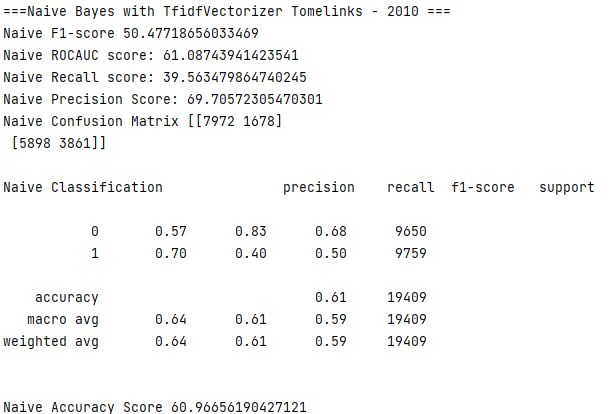 ===Naive Bayes with TfidfVectorizer Tomelinks - 2010 ===
Naive F1-score 50.47718656033469
Naive ROCAUC score: 61.08743941423541
Naive Recall score: 39.563479864740245
Naive Precision Score: 69.70572305470301
Naive Confusion Matrix [[7972 1678]
 [5898 3861]]
Naive Classification               precision    recall  f1-score   support
           0       0.57      0.83      0.68      9650
           1       0.70      0.40      0.50      9759
    accuracy                           0.61     19409
   macro avg       0.64      0.61      0.59     19409
weighted avg       0.64      0.61      0.59     19409
Naive Accuracy Score 60.96656190427121